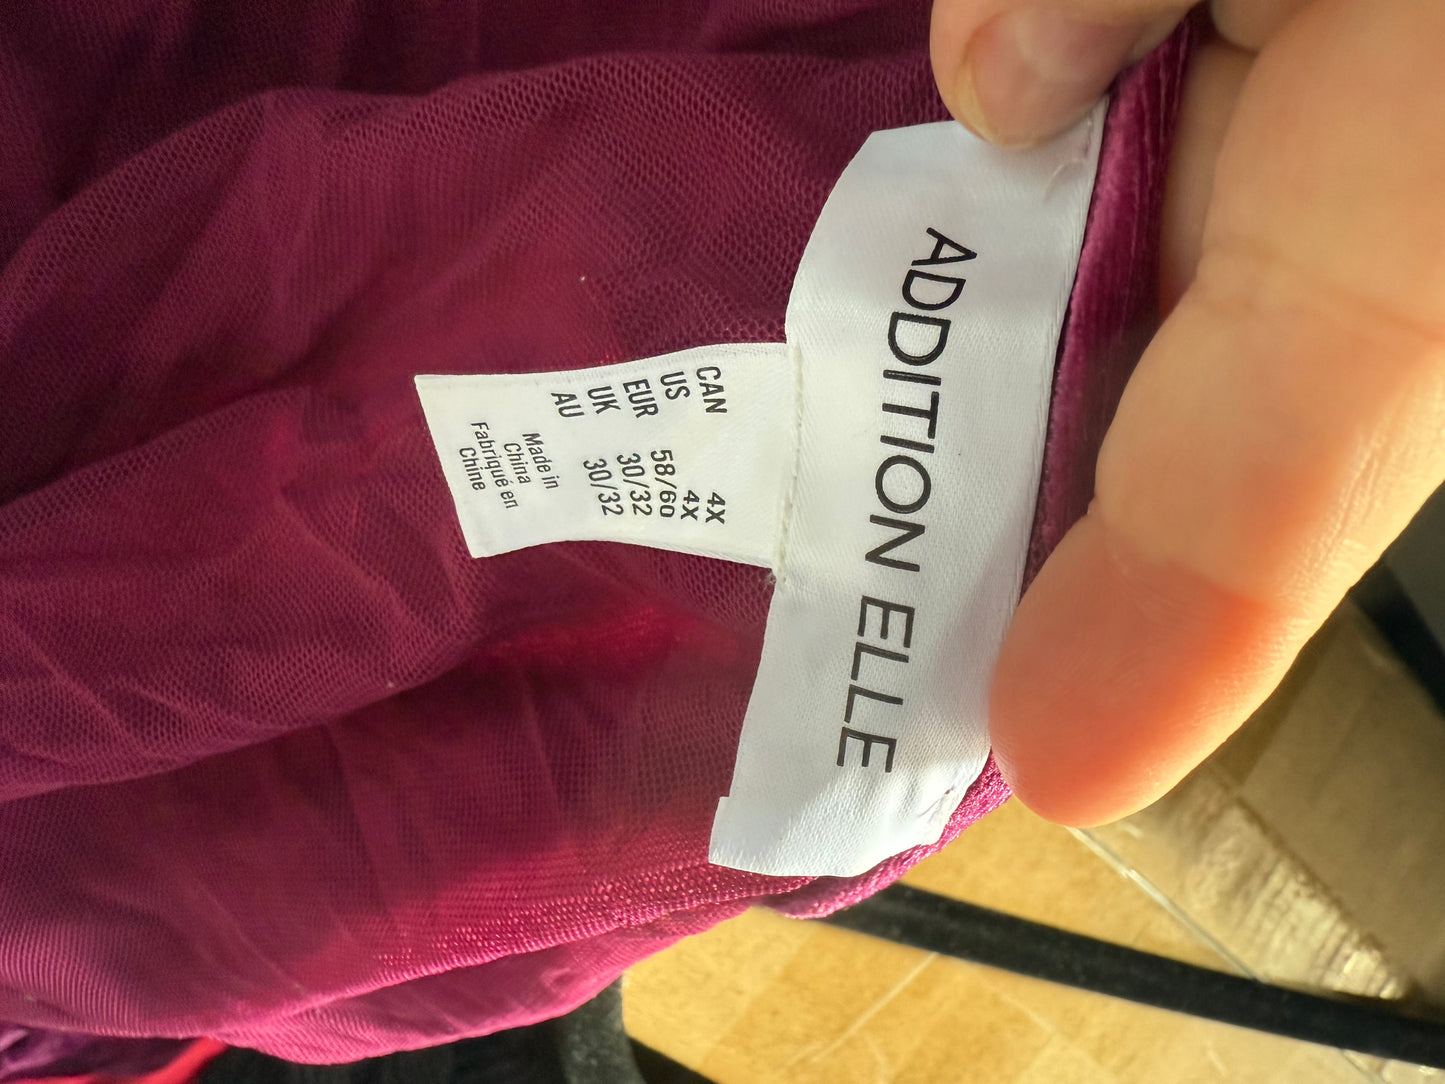 ADDITION ELLE
CAN 4X
US 4X
EUR 58/60
UK 30/32
AU 30/32
Made in
China
Fabriqué en
Chine